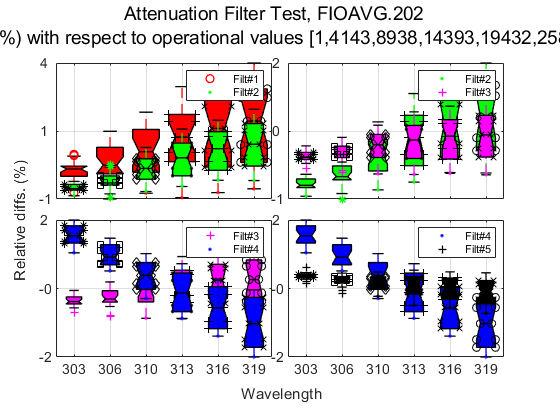 Attenuation Filter Test, FIOAVG.202
%) with respect to operational values [1,4143,8938,14393,19432,258
4
1
-1
Filt#1
Filt#2
2
-0
-2
Filt#2
Filt#3
Relative diffs. (%)
2
-0
-2
303 306 310 313 316 319
Filt#3
Filt#4
2
-0
-2
303 306 310 313 316 319
Filt#4
Filt#5
Wavelength